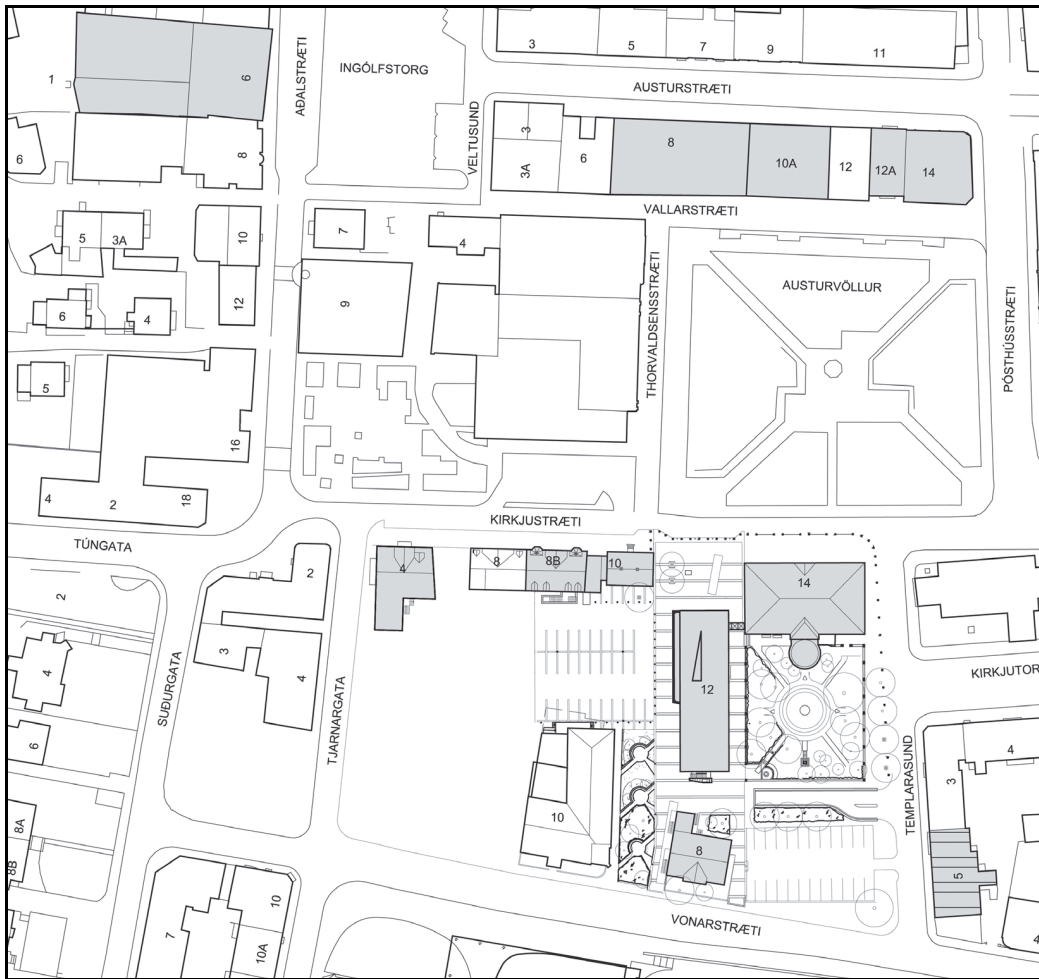 3
5
7
9
11
1
6
AÐALSTRÆTI
INGÓLFSTORG
AUSTURSTRÆTI
VELTUSUND
6
8
3
3A
6
8
10A
12
12A
14
VALLARSTRÆTI
5
3A
10
7
4
6
4
12
9
THORVALDSENSSTRÆTI
AUSTURVÖLLUR
PÓSTHÚSSTRÆTI
5
16
4
2
18
KIRKJUSTRÆTI
TÚNGATA
2
2
4
8
8B
10
14
4
3
4
12
KIRKJUTOR
SUÐURGATA
TJARNARGATA
6
4
3
TEMPLARASUND
8A
8B
10
8
5
10
7
10A
VONARSTRÆTI
4